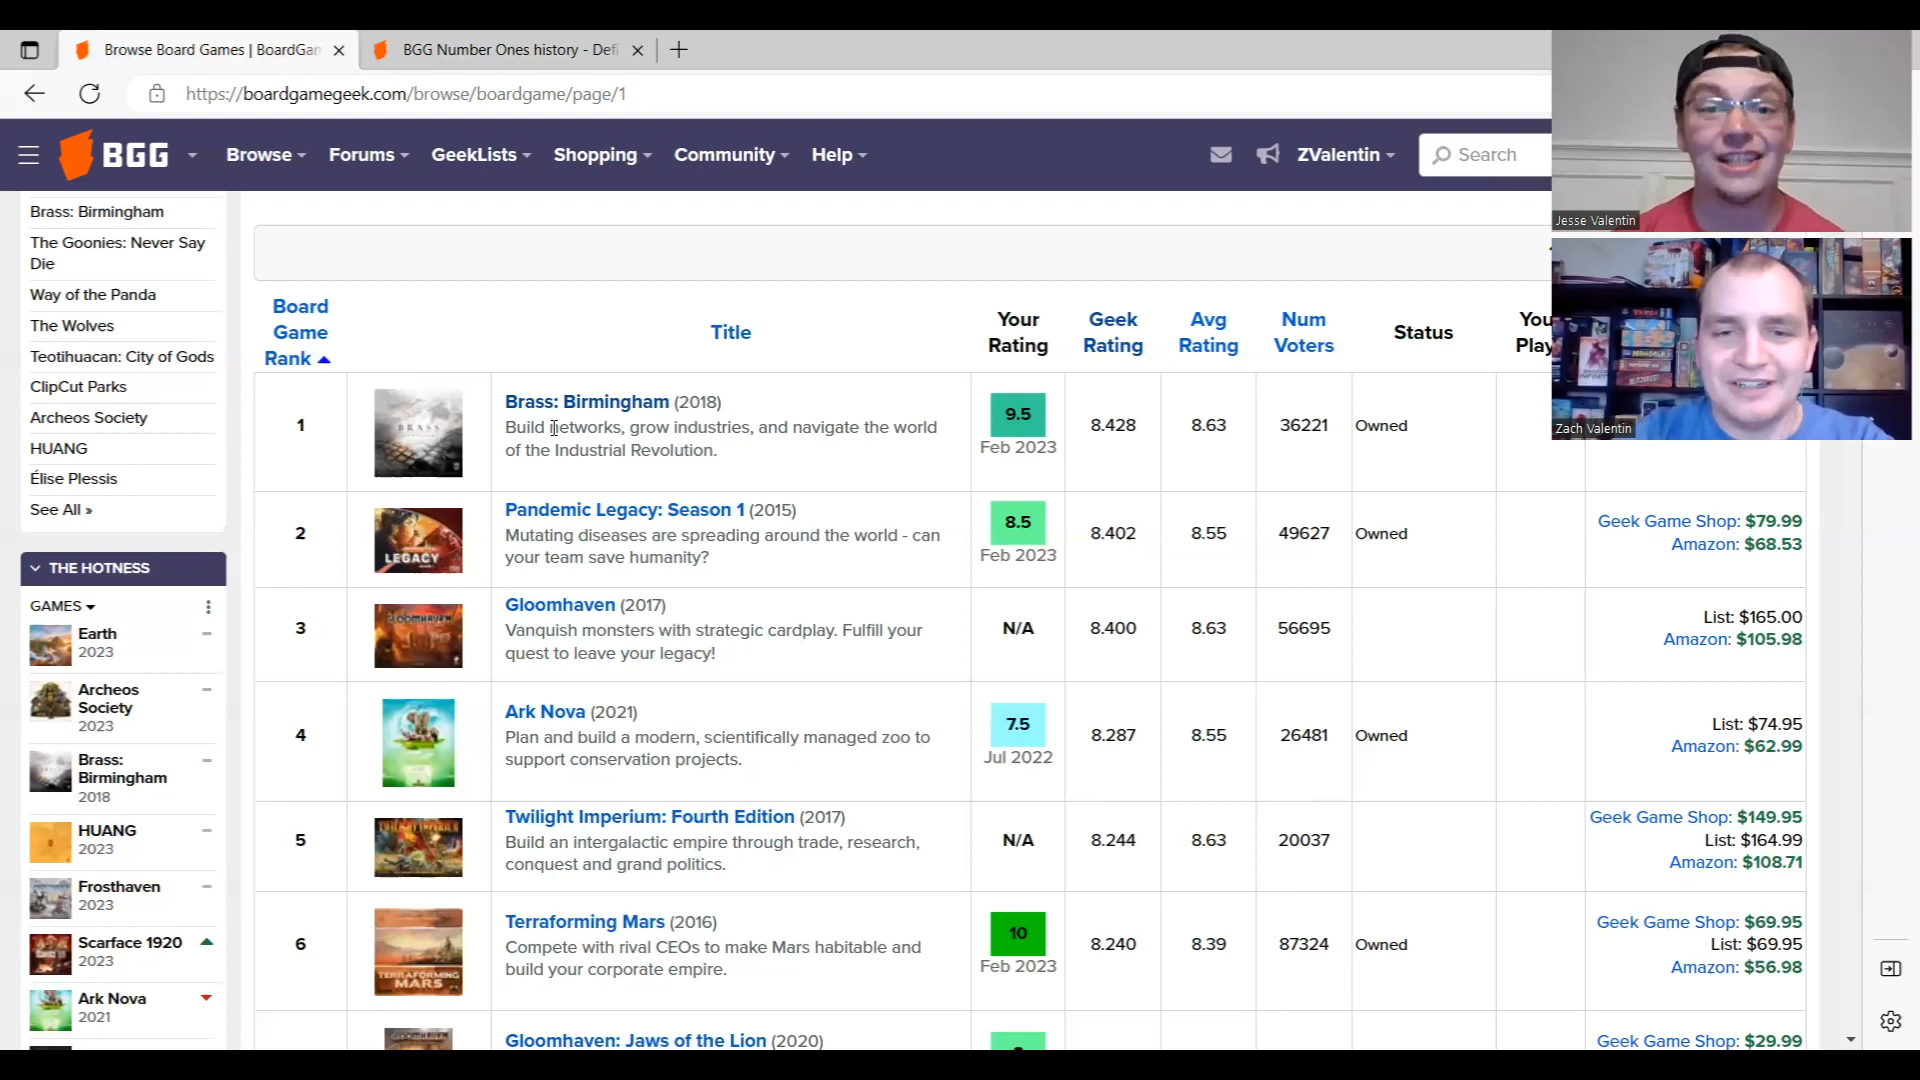 Browse Board Games | BoardGan
BGG Number Ones history - Defi
https://boardgamegeek.com/browse/boardgame/page/1
BGG
Browse
Forums
GeekLists
Shopping
Community
Help
ZValentin
Search
Jesse Valentin
Zach Valentin
Brass: Birmingham
The Goonies: Never Say
Die
Way of the Panda
The Wolves
Teotihuacan: City of Gods
ClipCut Parks
Archeos Society
HUANG
Élise Plessis
See All »
THE HOTNESS
GAMES
Earth
2023
Archeos
Society
2023
Brass:
Birmingham
2018
HUANG
2023
Frosthaven
2023
Scarface 1920
2023
Ark Nova
2021
Board
Game
Rank
Title
Your
Rating
Geek
Rating
Avg
Rating
Num
Voters
Status
You
Play
1
BRASS
Brass: Birmingham (2018)
Build networks, grow industries, and navigate the world
of the Industrial Revolution.
9.5
Feb 2023
8.428
8.63
36221
Owned
2
LEGACY
Pandemic Legacy: Season 1 (2015)
Mutating diseases are spreading around the world - can
your team save humanity?
8.5
Feb 2023
8.402
8.55
49627
Owned
Geek Game Shop: $79.99
Amazon: $68.53
3
GLOOMHAVEN
Gloomhaven (2017)
Vanquish monsters with strategic cardplay. Fulfill your
quest to leave your legacy!
N/A
8.400
8.63
56695
List: $165.00
Amazon: $105.98
4
Ark Nova (2021)
Plan and build a modern, scientifically managed zoo to
support conservation projects.
7.5
Jul 2022
8.287
8.55
26481
Owned
List: $74.95
Amazon: $62.99
5
Twilight Imperium: Fourth Edition (2017)
Build an intergalactic empire through trade, research,
conquest and grand politics.
N/A
8.244
8.63
20037
Geek Game Shop: $149.95
List: $164.99
Amazon: $108.71
6
TERRAFORMING
MARS
Terraforming Mars (2016)
Compete with rival CEOs to make Mars habitable and
build your corporate empire.
10
Feb 2023
8.240
8.39
87324
Owned
Geek Game Shop: $69.95
List: $69.95
Amazon: $56.98
Gloomhaven: Jaws of the Lion (2020)
Geek Game Shop: $29.99